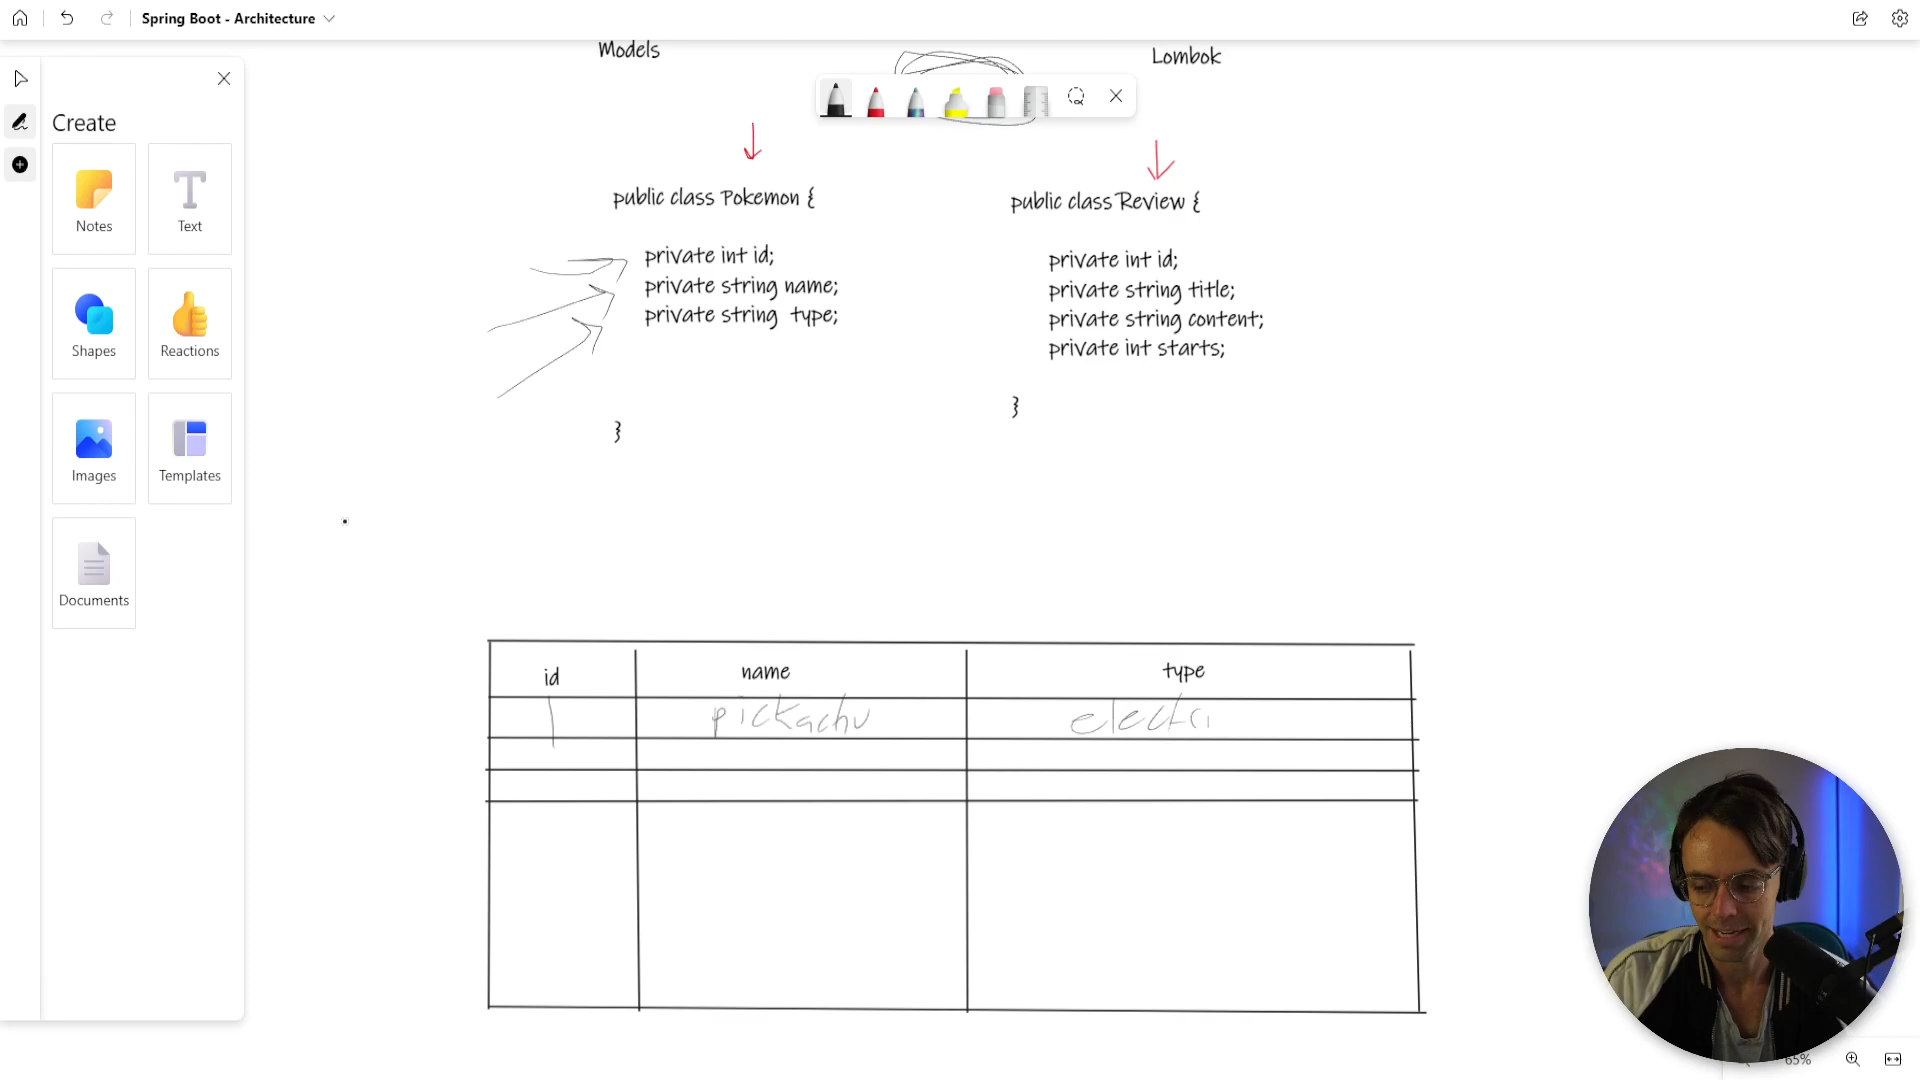 Spring Boot - Architecture
Models
Lombok
Create
Notes
Text
Shapes
Reactions
Images
Templates
Documents
public class Pokemon {
private int id;
private string name;
private string type;
}
public class Review {
private int id;
private string title;
private string content;
private int starts;
}
id name type
1 pickachu electri
65%